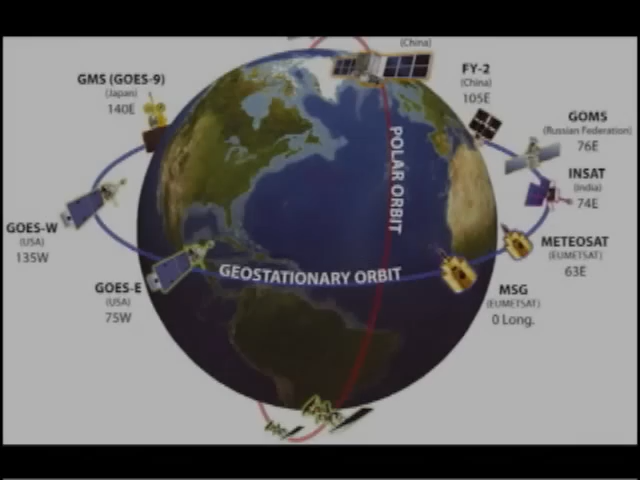 (China)
GMS (GOES-9)
(Japan)
140E
FY-2
(China)
105E
GOMS
(Russian Federation)
76E
INSAT
(India)
74E
POLAR ORBIT
GOES-W
(USA)
135W
METEOSAT
(EUMETSAT)
63E
GEOSTATIONARY ORBIT
GOES-E
(USA)
75W
MSG
(EUMETSAT)
0 Long.